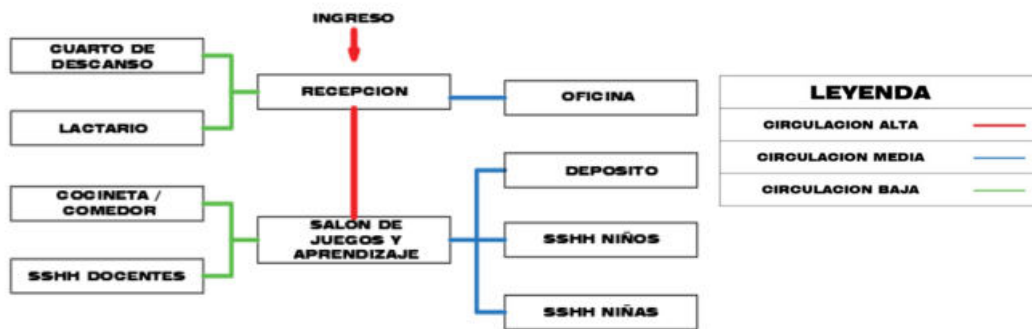 INGRESO
CUARTO DE
DESCANSO
RECEPCION
OFICINA
LACTARIO
LEYENDA
CIRCULACION ALTA
CIRCULACION MEDIA
CIRCULACION BAJA
DEPOSITO
COCINETA /
COMEDOR
SALON DE
JUEGOS Y
APRENDIZAJE
SSHH NIÑOS
SSHH DOCENTES
SSHH NIÑAS